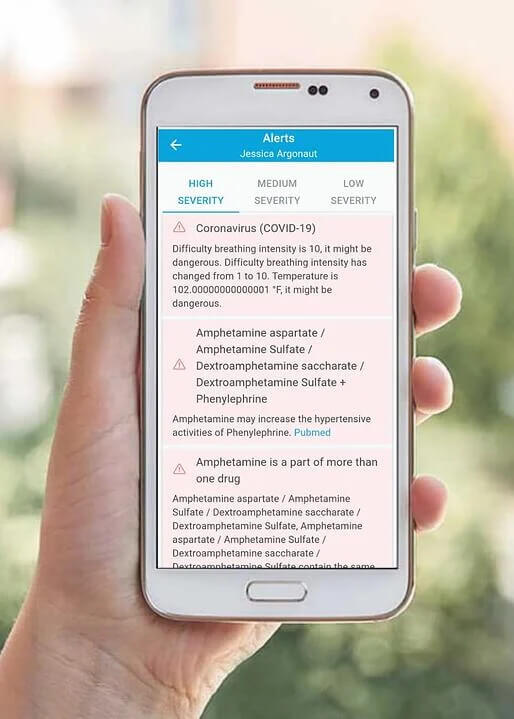 Alerts
Jessica Argonaut
HIGH
SEVERITY
MEDIUM
SEVERITY
LOW
SEVERITY
Coronavirus (COVID-19)
Difficulty breathing intensity is 10, it might be
dangerous. Difficulty breathing intensity has
changed from 1 to 10. Temperature is
102.00000000000001 °F, it might be
dangerous.
Amphetamine aspartate /
Amphetamine Sulfate /
Dextroamphetamine saccharate /
Dextroamphetamine Sulfate +
Phenylephrine
Amphetamine may increase the hypertensive
activities of Phenylephrine. Pubmed
Amphetamine is a part of more than
one drug
Amphetamine aspartate / Amphetamine
Sulfate / Dextroamphetamine saccharate /
Dextroamphetamine Sulfate, Amphetamine
aspartate / Amphetamine Sulfate /
Dextroamphetamine saccharate /
Dextroamphetamine Sulfate contain the same